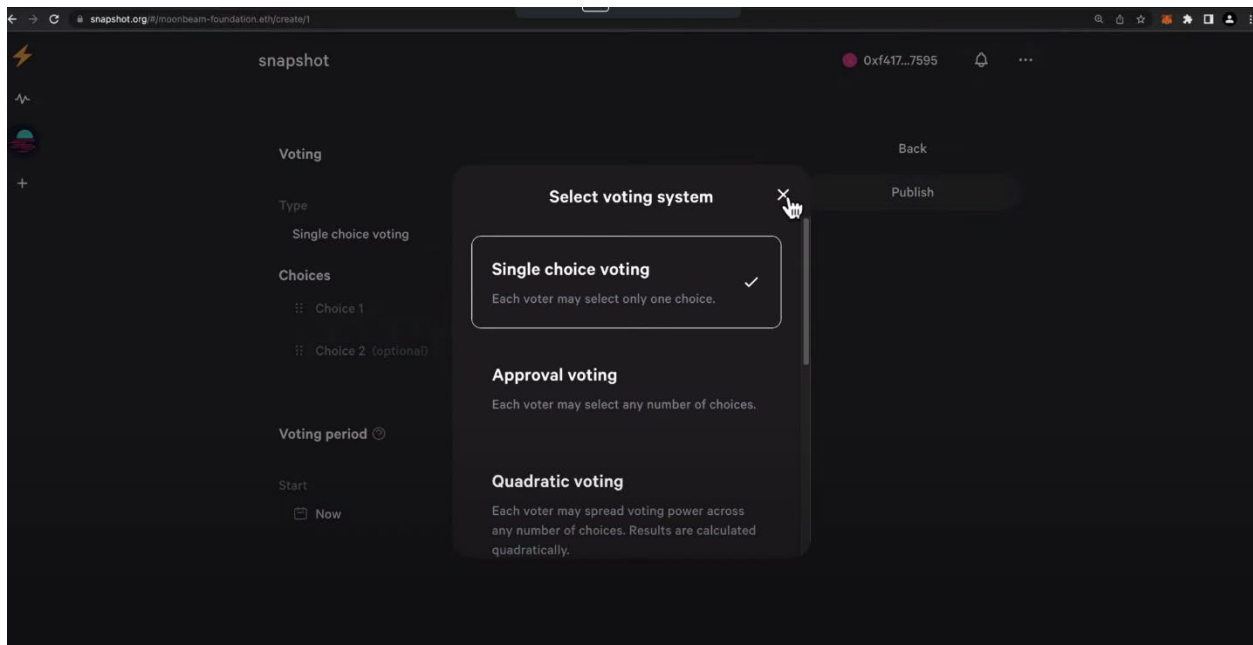 snapshot.org/#/moonbeam-foundation.eth/create/1
snapshot
0xf417...7595
Voting
Back
Publish
Type
Single choice voting
Choices
Choice 1
Choice 2 (optional)
Voting period
Start
Now
Select voting system
Single choice voting
Each voter may select only one choice.
Approval voting
Each voter may select any number of choices.
Quadratic voting
Each voter may spread voting power across
any number of choices. Results are calculated
quadratically.